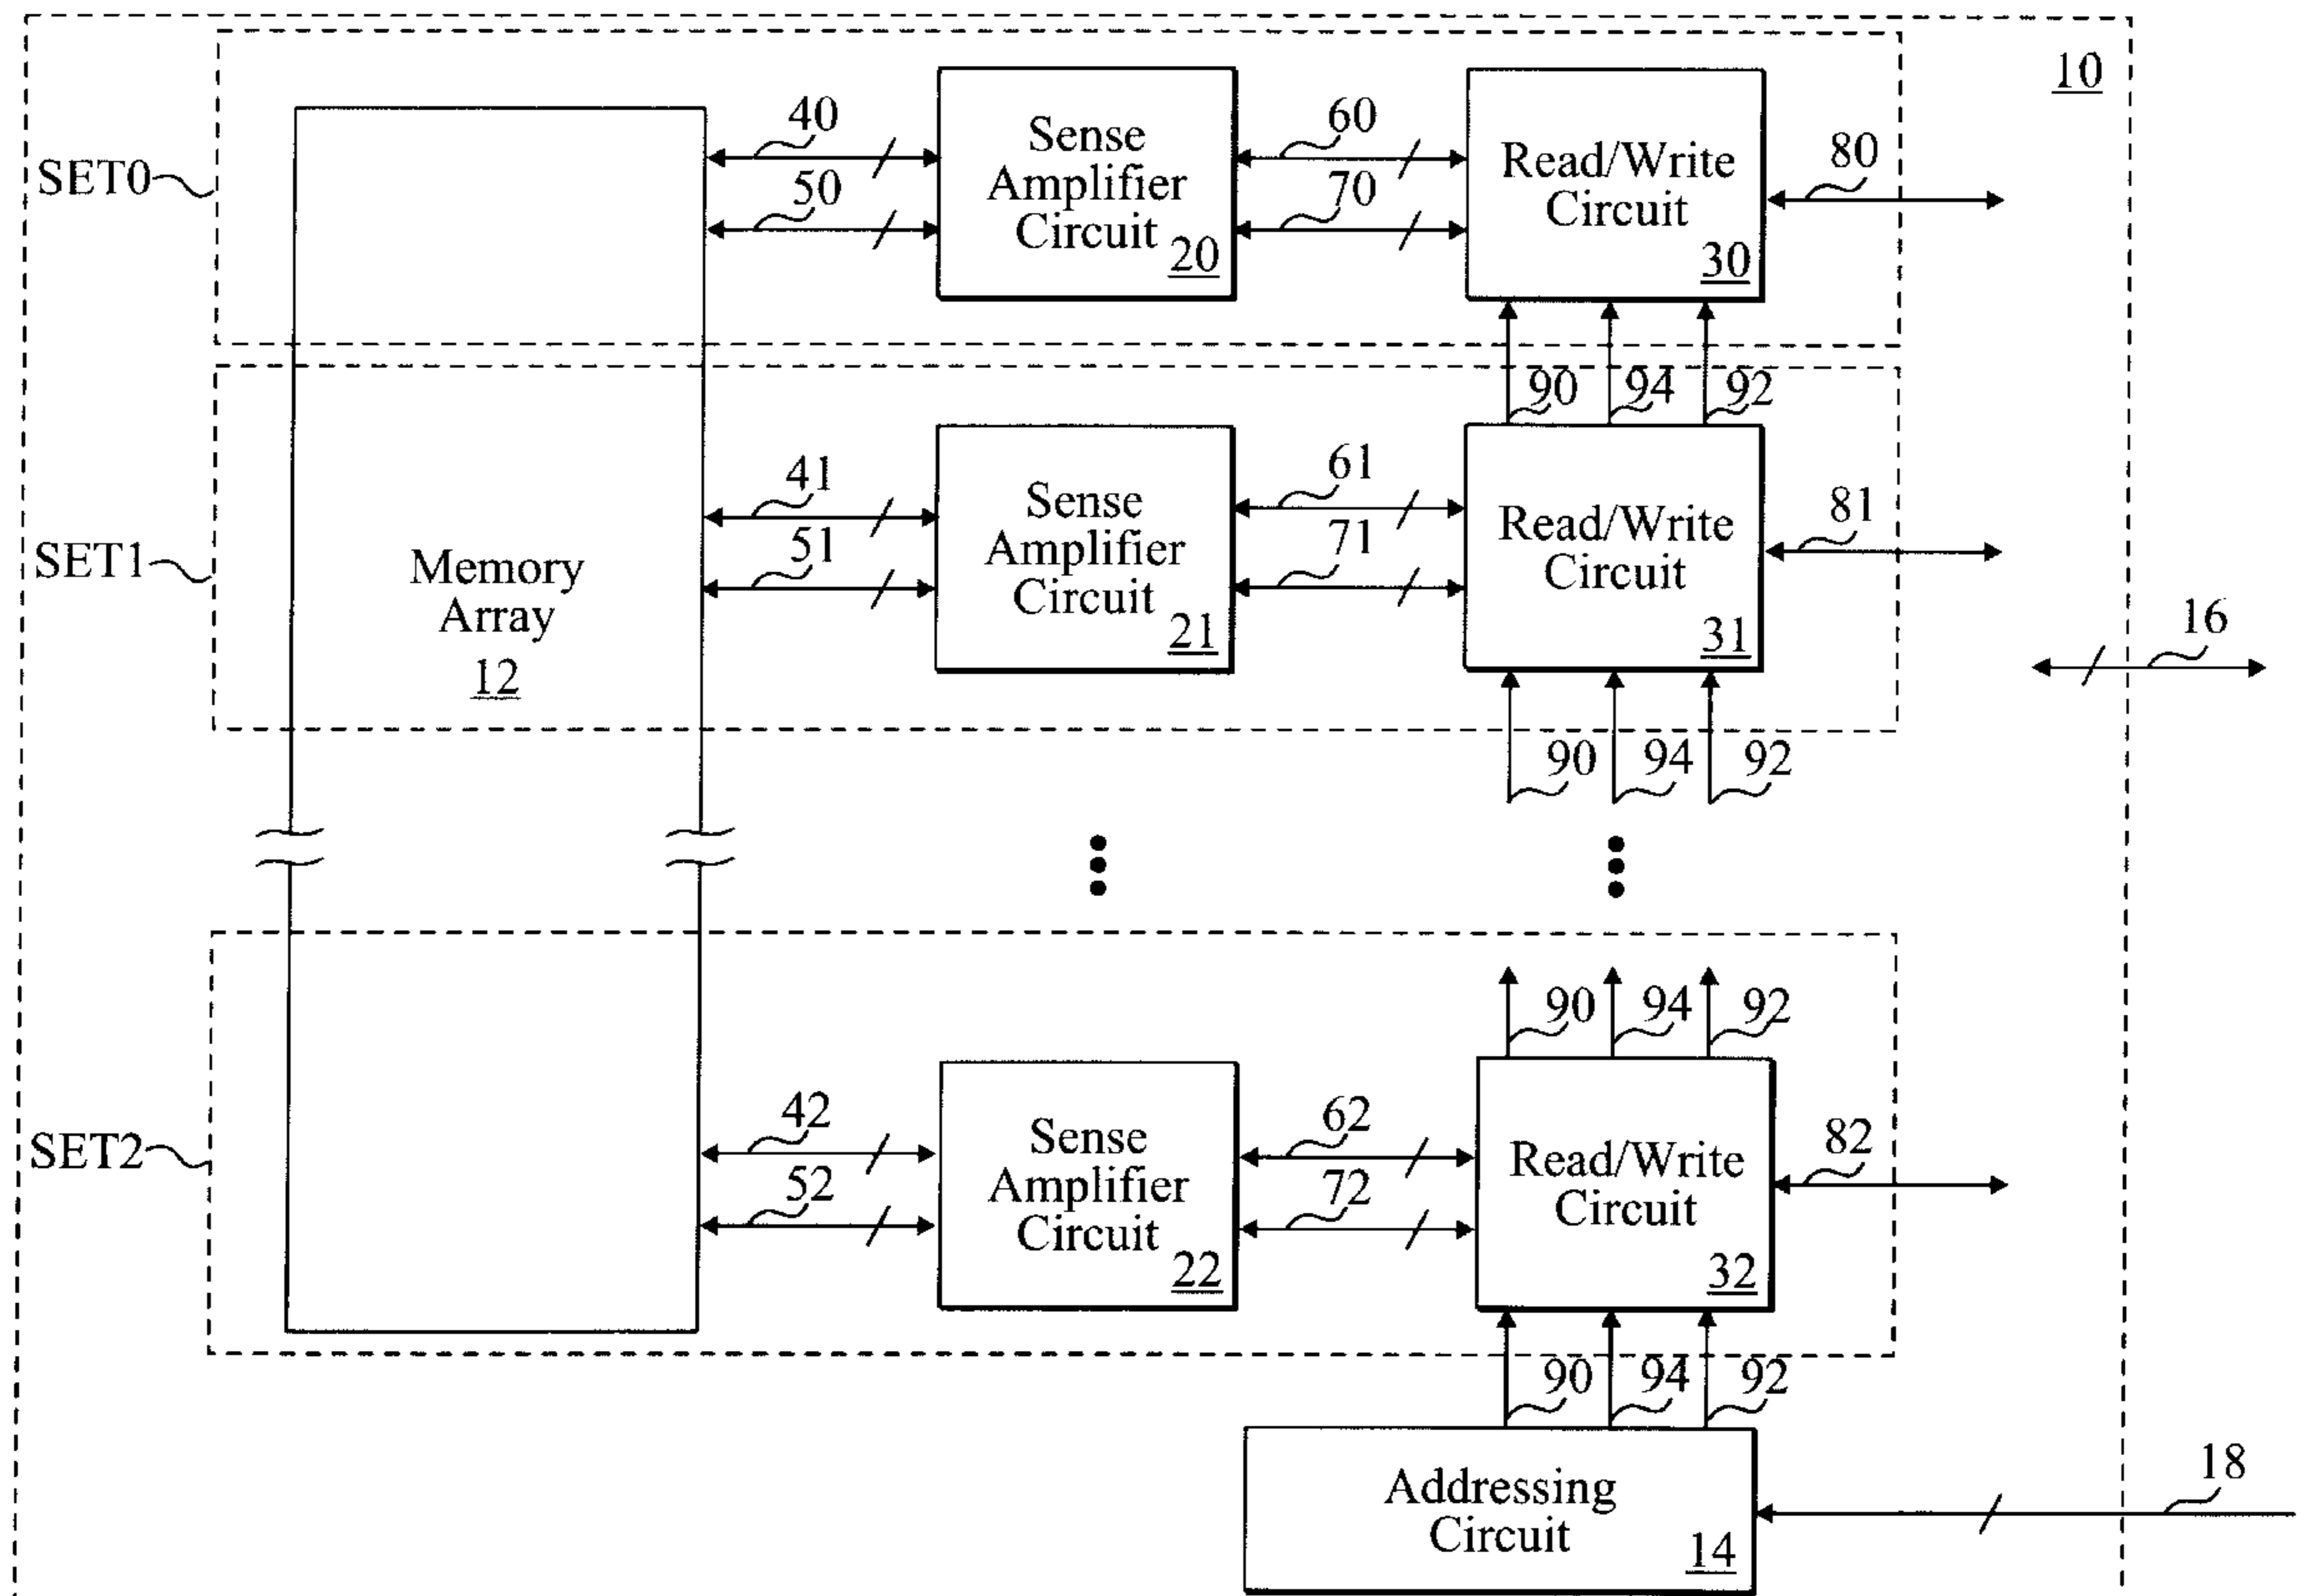 10
40
Sense
60
Read/Write
80
SET0
50
Amplifier
70
Circuit
Circuit
20
30
90
94
92
41
Sense
61
Read/Write
81
SET1
51
Amplifier
71
Circuit
Memory
Circuit
Array
21
31
16
12
90
94
92
90
94
92
42
Sense
62
Read/Write
82
SET2
52
Amplifier
72
Circuit
Circuit
22
32
90
94
92
18
Addressing
Circuit
14